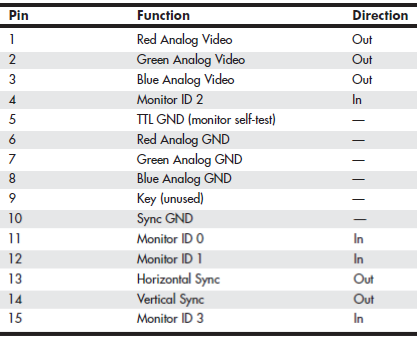 Pin Function Direction
1 Red Analog Video Out
2 Green Analog Video Out
3 Blue Analog Video Out
4 Monitor ID 2 In
5 TTL GND (monitor self-test) —
6 Red Analog GND —
7 Green Analog GND —
8 Blue Analog GND —
9 Key (unused) —
10 Sync GND —
11 Monitor ID 0 In
12 Monitor ID 1 In
13 Horizontal Sync Out
14 Vertical Sync Out
15 Monitor ID 3 In